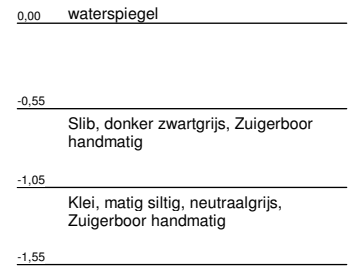 0,00 waterspiegel
-0,55
Slib, donker zwartgrijs, Zuigerboor
handmatig
-1,05
Klei, matig siltig, neutraalgrijs,
Zuigerboor handmatig
-1,55